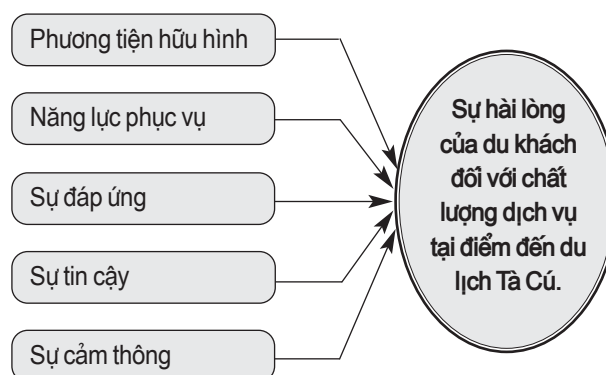 Phương tiện hữu hình
Năng lực phục vụ
Sự đáp ứng
Sự tin cậy
Sự cảm thông
Sự hài lòng
của du khách
đối với chất
lượng dịch vụ
tại điểm đến du
lịch Tà Cú.